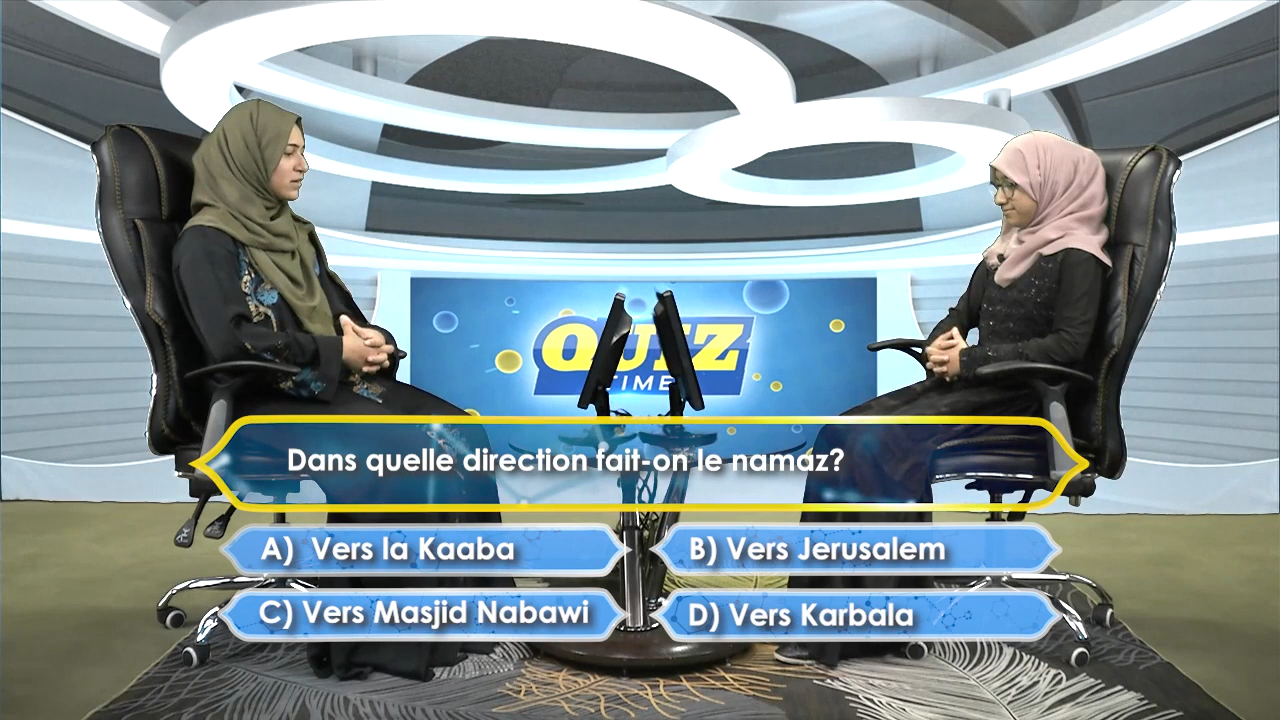 QUIZ
TIME
Dans quelle direction fait-on le namaz?
A) Vers la Kaaba
B) Vers Jerusalem
C) Vers Masjid Nabawi
D) Vers Karbala